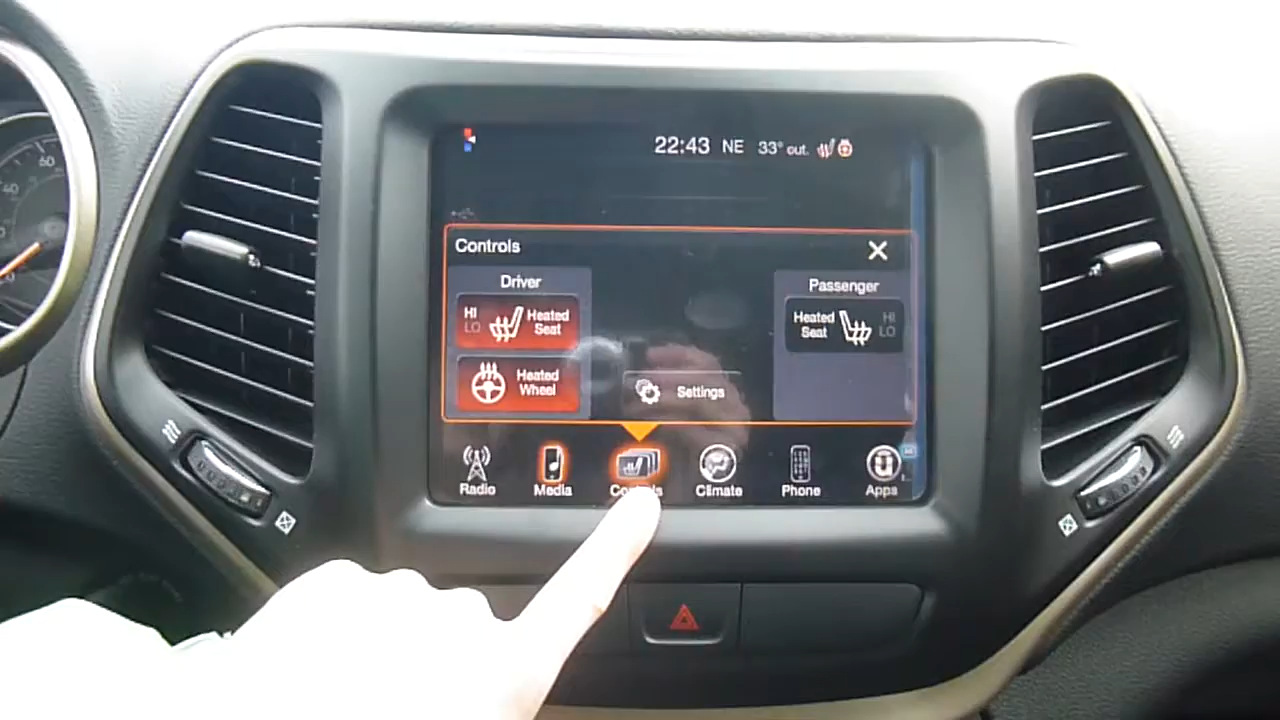 22:43 NE 33° out.
Controls
Driver
Passenger
HI
LO
Heated
Seat
Heated
Seat
HI
LO
Heated
Wheel
Settings
Radio
Media
Controls
Climate
Phone
Apps
60
40